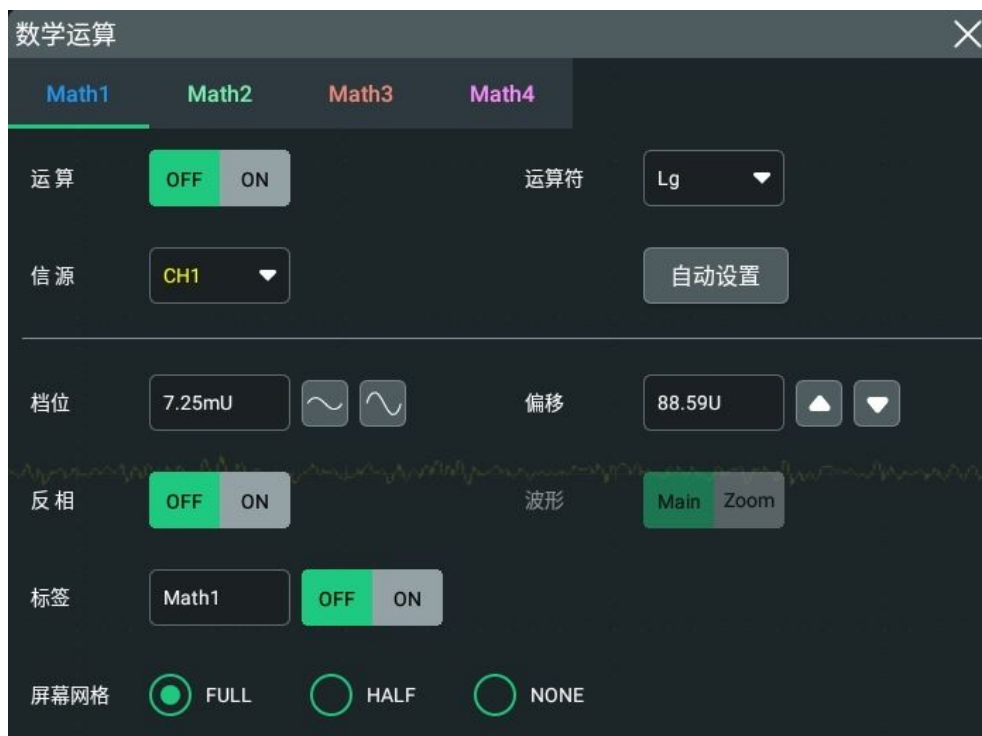 数学运算
Math1 Math2 Math3 Math4
运算 OFF ON 运算符 Lg
信源 CH1 自动设置
档位 7.25mU 偏移 88.59U
反相 OFF ON 波形 Main Zoom
标签 Math1 OFF ON
屏幕网格 FULL HALF NONE